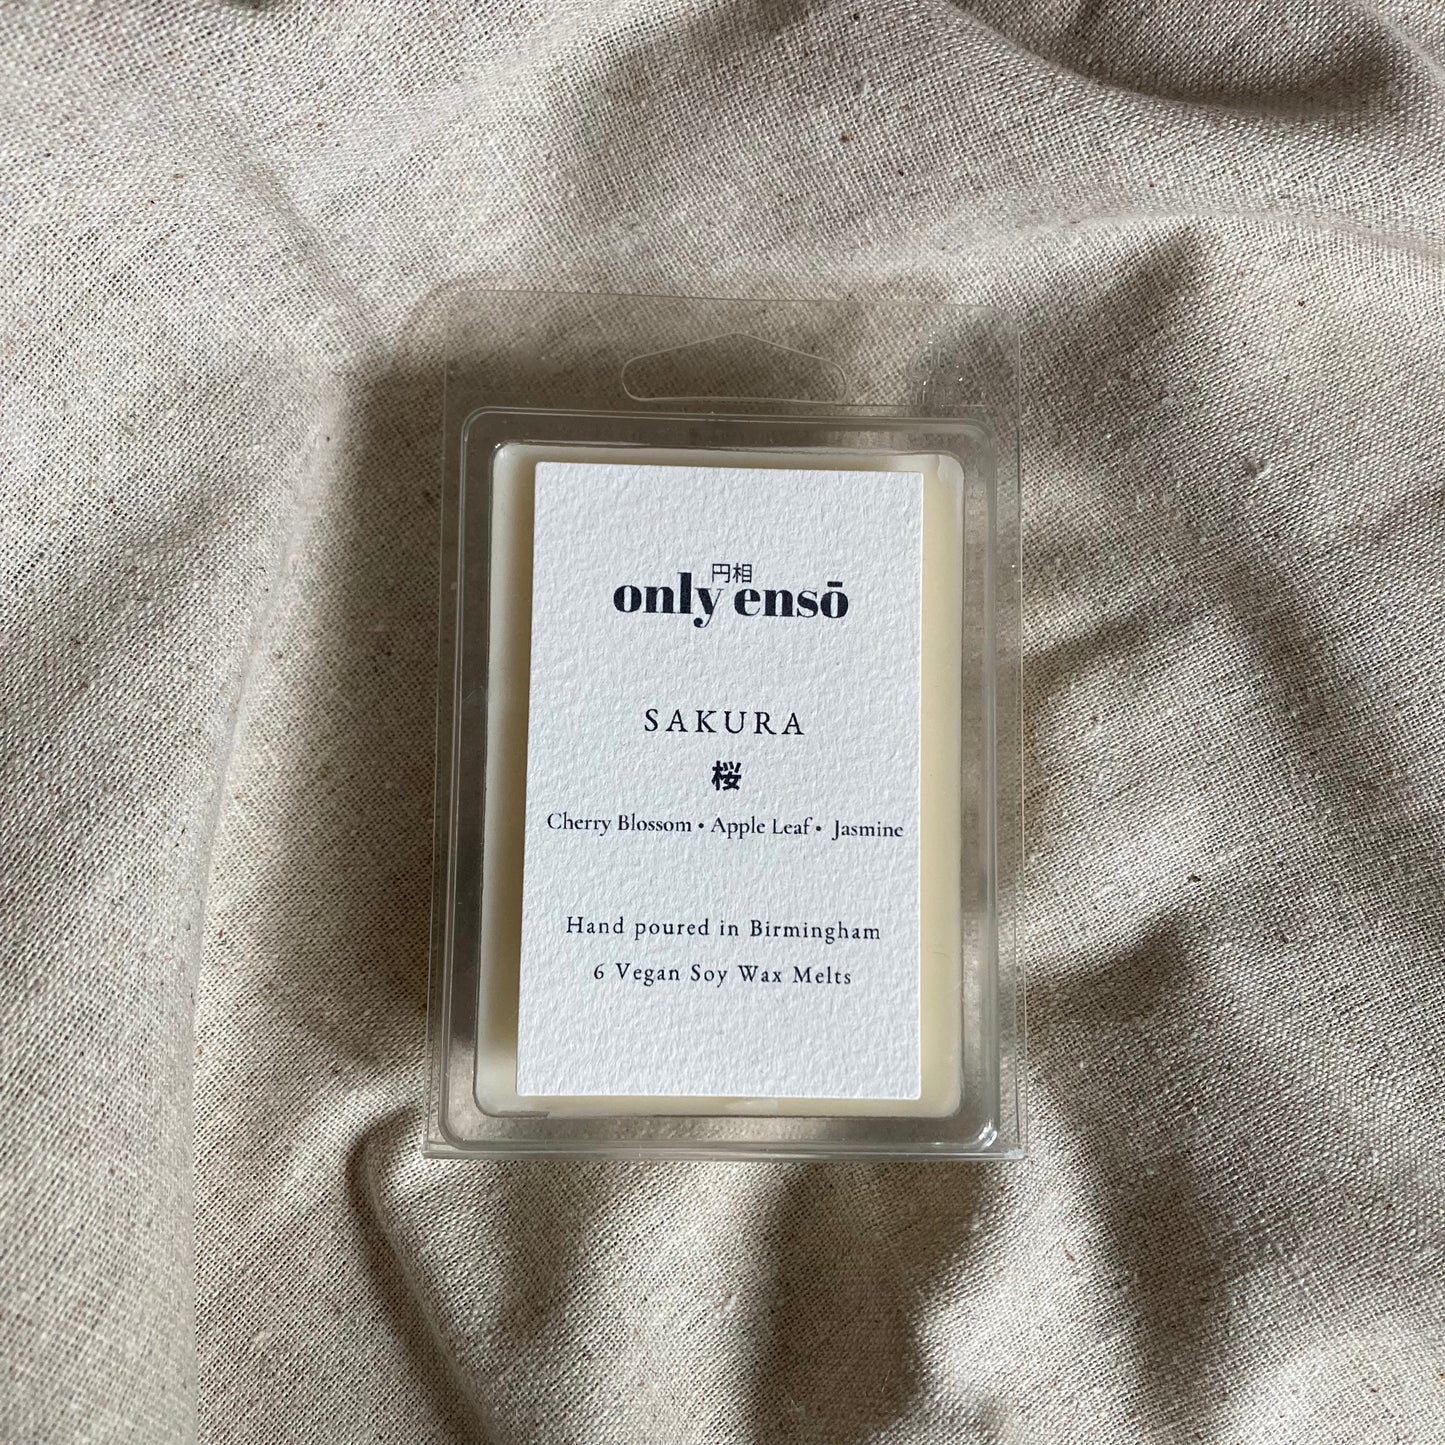 円相
only ensō
SAKURA
桜
Cherry Blossom • Apple Leaf • Jasmine
Hand poured in Birmingham
6 Vegan Soy Wax Melts